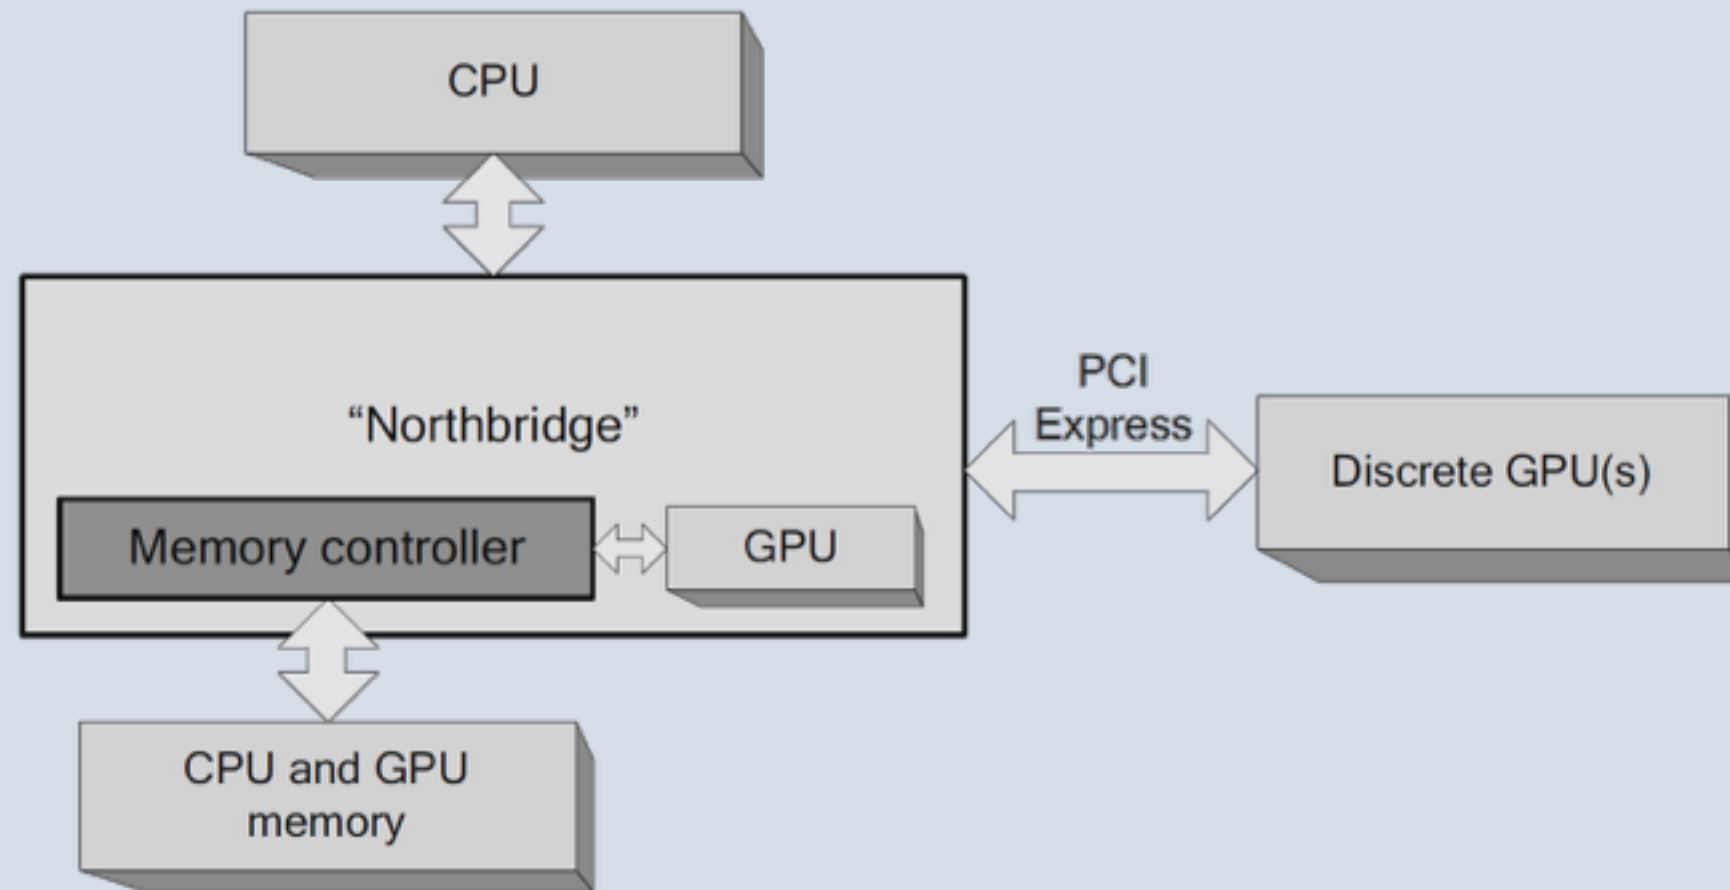 CPU
“Northbridge”
PCI
Express
Discrete GPU(s)
Memory controller
GPU
CPU and GPU
memory